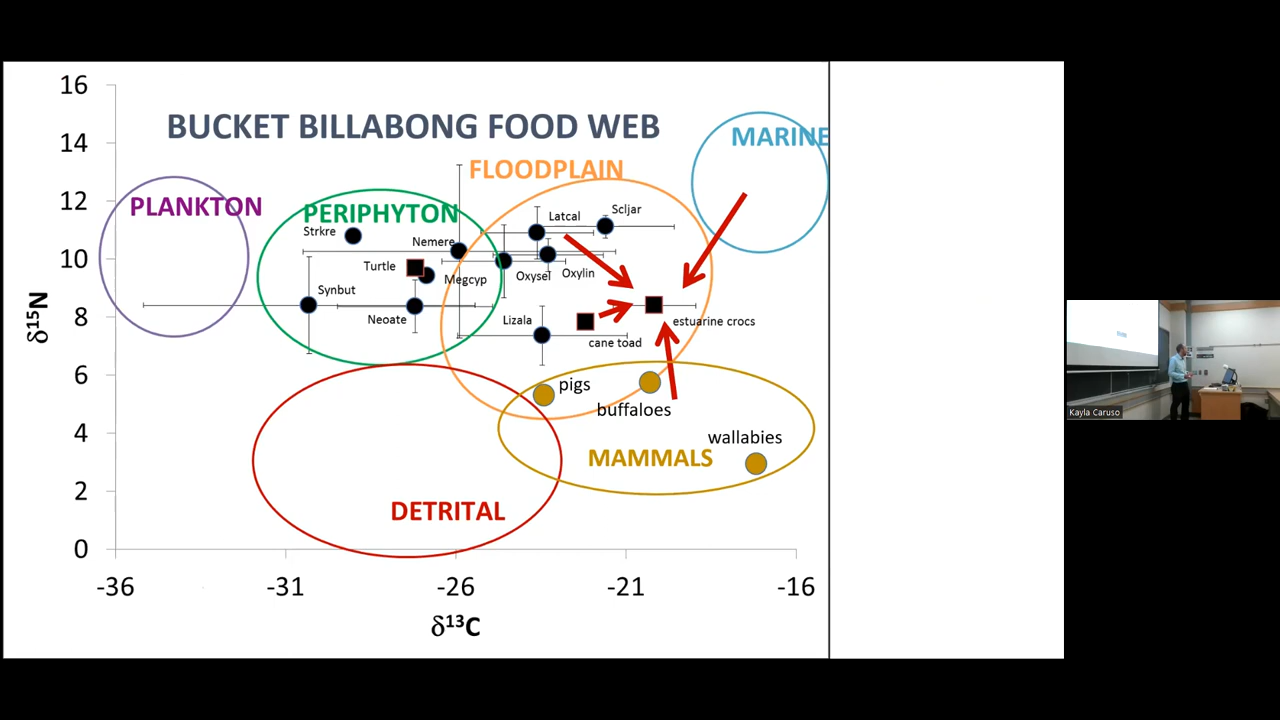 16
BUCKET BILLABONG FOOD WEB
14
MARINE
FLOODPLAIN
12
PLANKTON
PERIPHYTON
Latcal
Scljar
Strkre
Nemere
10
Turtle
Oxysel
Oxylin
Megcyp
Synbut
8
Neoate
Lizala
estuarine crocs
cane toad
δ¹⁵N
6
pigs
buffaloes
4
wallabies
MAMMALS
2
DETRITAL
0
-36
-31
-26
-21
-16
δ¹³C
Kayla Caruso